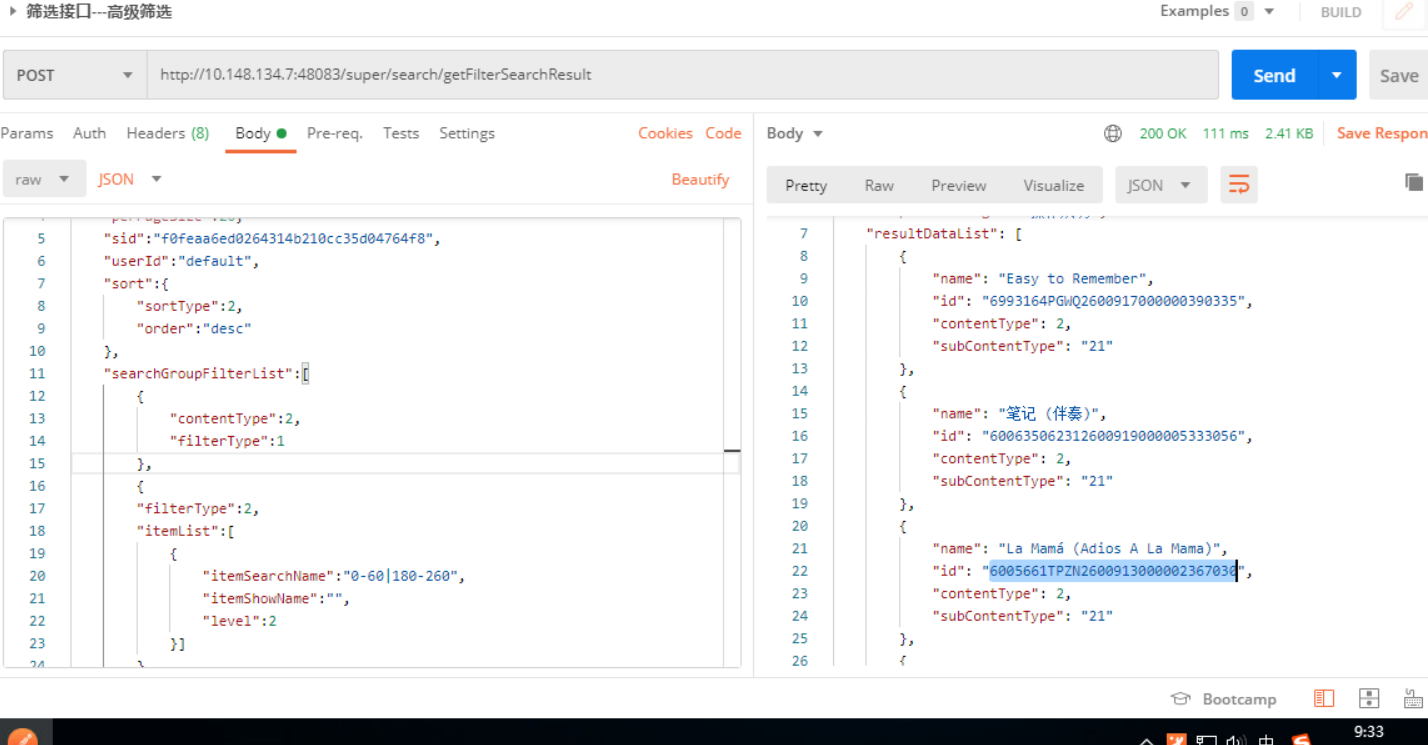 筛选接口---高级筛选
Examples 0
BUILD
POST
http://10.148.134.7:48083/super/search/getFilterSearchResult
Send
Save
Params Auth Headers (8) Body Pre-req. Tests Settings
Cookies Code
raw JSON
Beautify
5 "sid":"f0feaa6ed0264314b210cc35d04764f8",
6 "userId":"default",
7 "sort":{
8 "sortType":2,
9 "order":"desc"
10 },
11 "searchGroupFilterList":[
12 {
13 "contentType":2,
14 "filterType":1
15 },
16 {
17 "filterType":2,
18 "itemList":[
19 {
20 "itemSearchName":"0-60|180-260",
21 "itemShowName":"",
22 "level":2
23 }]
24 }
Body
200 OK 111 ms 2.41 KB Save Respon
Pretty Raw Preview Visualize JSON
7 "resultDataList": [
8 {
9 "name": "Easy to Remember",
10 "id": "6993164PGWQ2600917000000390335",
11 "contentType": 2,
12 "subContentType": "21"
13 },
14 {
15 "name": "笔记 (伴奏)",
16 "id": "600635062312600919000005333056",
17 "contentType": 2,
18 "subContentType": "21"
19 },
20 {
21 "name": "La Mamá (Adios A La Mama)",
22 "id": "6005661TPZN2600913000002367030",
23 "contentType": 2,
24 "subContentType": "21"
25 },
26 {
Bootcamp
中
9:33